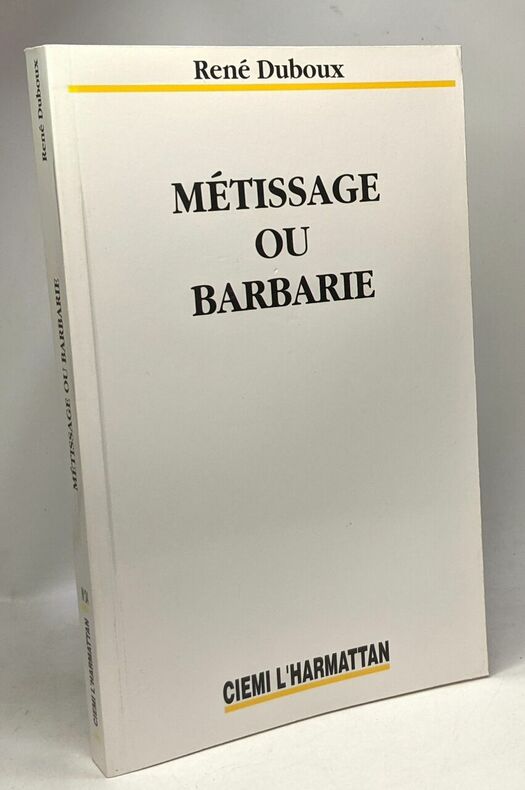 René Duboux
MÉTISSAGE
OU
BARBARIE
CIEMI L'HARMATTAN
René Duboux
MÉTISSAGE OU BARBARIE
CIEMI L'HARMATTAN